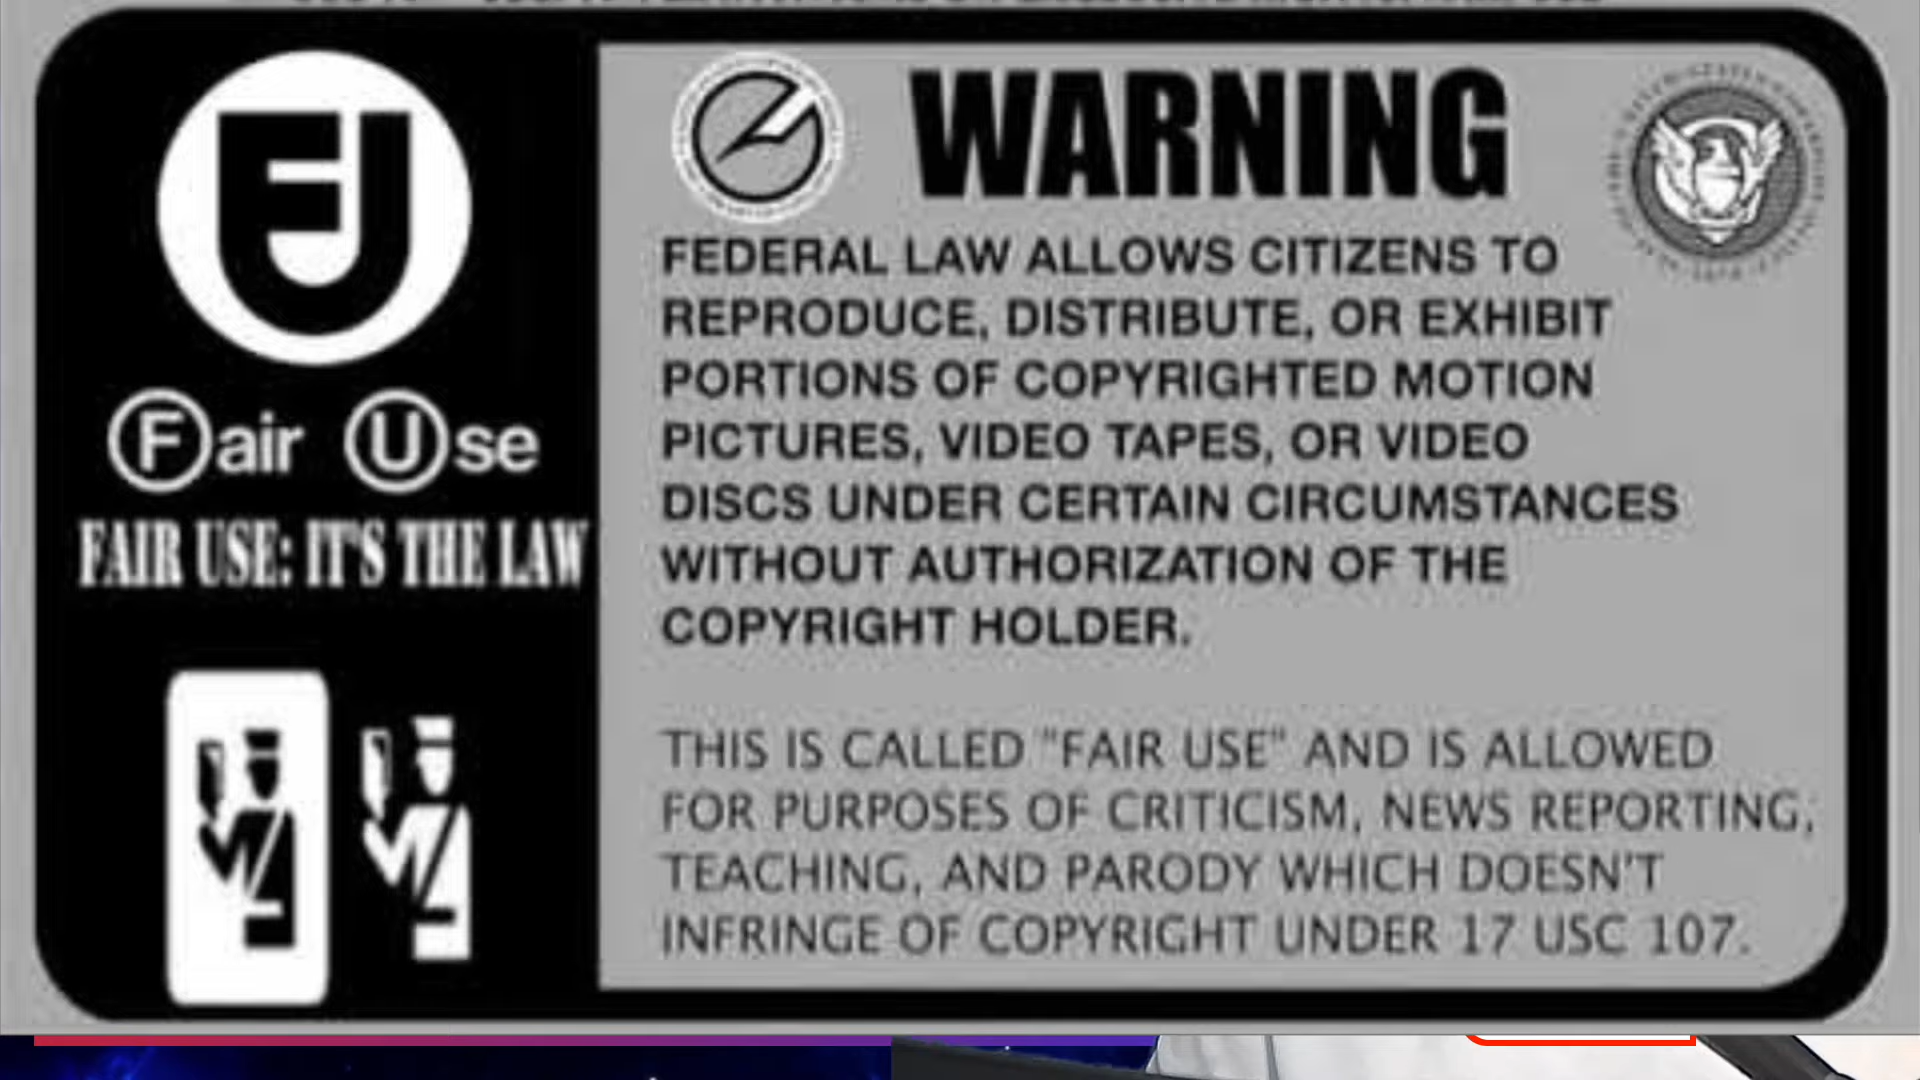 Fair Use
FAIR USE: IT'S THE LAW
WARNING
FEDERAL LAW ALLOWS CITIZENS TO
REPRODUCE, DISTRIBUTE, OR EXHIBIT
PORTIONS OF COPYRIGHTED MOTION
PICTURES, VIDEO TAPES, OR VIDEO
DISCS UNDER CERTAIN CIRCUMSTANCES
WITHOUT AUTHORIZATION OF THE
COPYRIGHT HOLDER.
THIS IS CALLED "FAIR USE" AND IS ALLOWED
FOR PURPOSES OF CRITICISM, NEWS REPORTING,
TEACHING, AND PARODY WHICH DOESN'T
INFRINGE OF COPYRIGHT UNDER 17 USC 107.